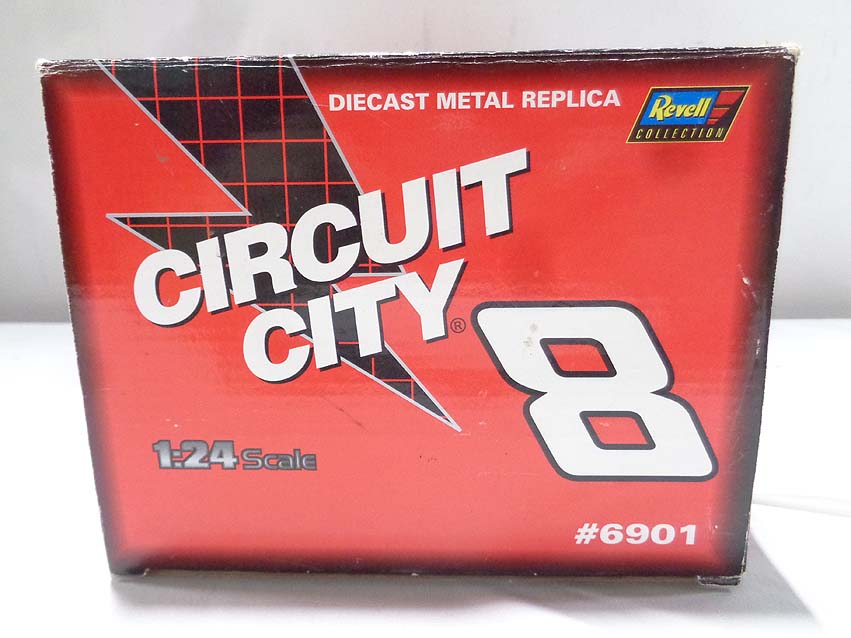 DIECAST METAL REPLICA
Revell
COLLECTION
CIRCUIT
CITY®
8
1:24 Scale
#6901